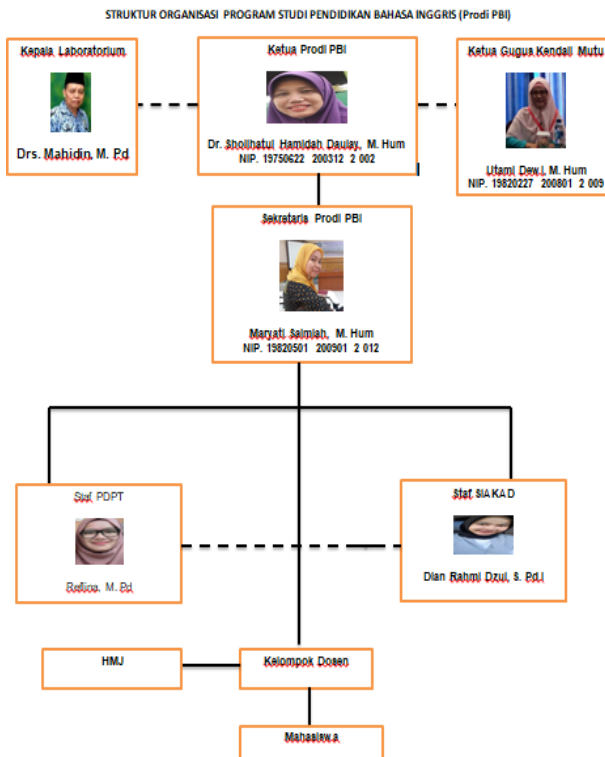 STRUKTUR ORGANISASI PROGRAM STUDI PENDIDIKAN BAHASA INGGRIS (Prodi PBI)
Kepala Laboratorium
Drs. Mahidin, M. Pd
Ketua Prodi PBI
Dr. Sholihatul Hamidah Daulay, M. Hum
NIP. 19750622 200312 2 002
Ketua Gugus Kendali Mutu
Utami Dewi, M. Hum
NIP. 19820227 200801 2 009
Sekretaris Prodi PBI
Maryati Salmiah, M. Hum
NIP. 19820501 200901 2 012
Staf PDPT
Reflina, M. Pd
Staf SIAKAD
Dian Rahmi Dzul, S. Pd.I
HMJ
Kelompok Dosen
Mahasiswa